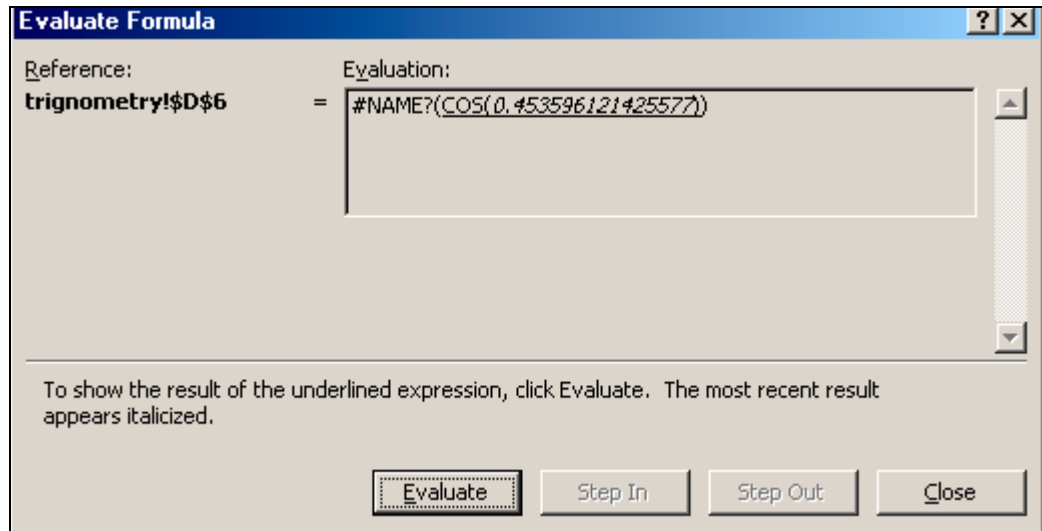 Evaluate Formula
Reference:
Evaluation:
trignometry!$D$6 = #NAME?(COS(0.453596121425577))
To show the result of the underlined expression, click Evaluate. The most recent result
appears italicized.
Evaluate
Step In
Step Out
Close